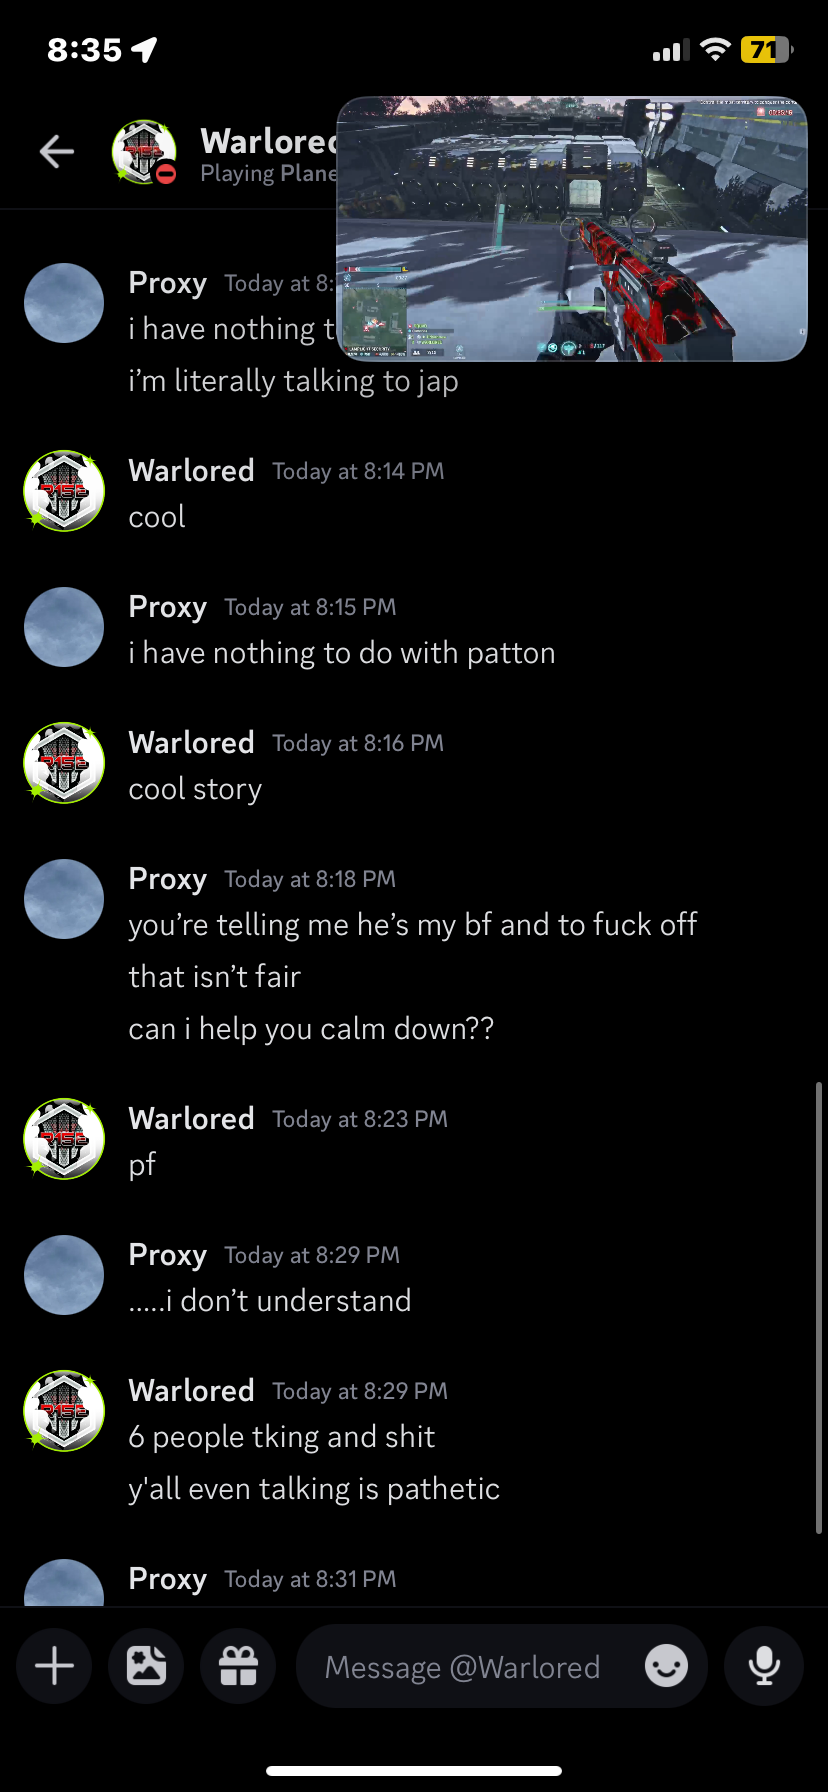 8:35
71
Warlored
Playing Plane
Proxy Today at 8:
i have nothing t
i’m literally talking to jap
Warlored Today at 8:14 PM
cool
Proxy Today at 8:15 PM
i have nothing to do with patton
Warlored Today at 8:16 PM
cool story
Proxy Today at 8:18 PM
you’re telling me he’s my bf and to fuck off
that isn’t fair
can i help you calm down??
Warlored Today at 8:23 PM
pf
Proxy Today at 8:29 PM
.....i don’t understand
Warlored Today at 8:29 PM
6 people tking and shit
y'all even talking is pathetic
Proxy Today at 8:31 PM
Message @Warlored